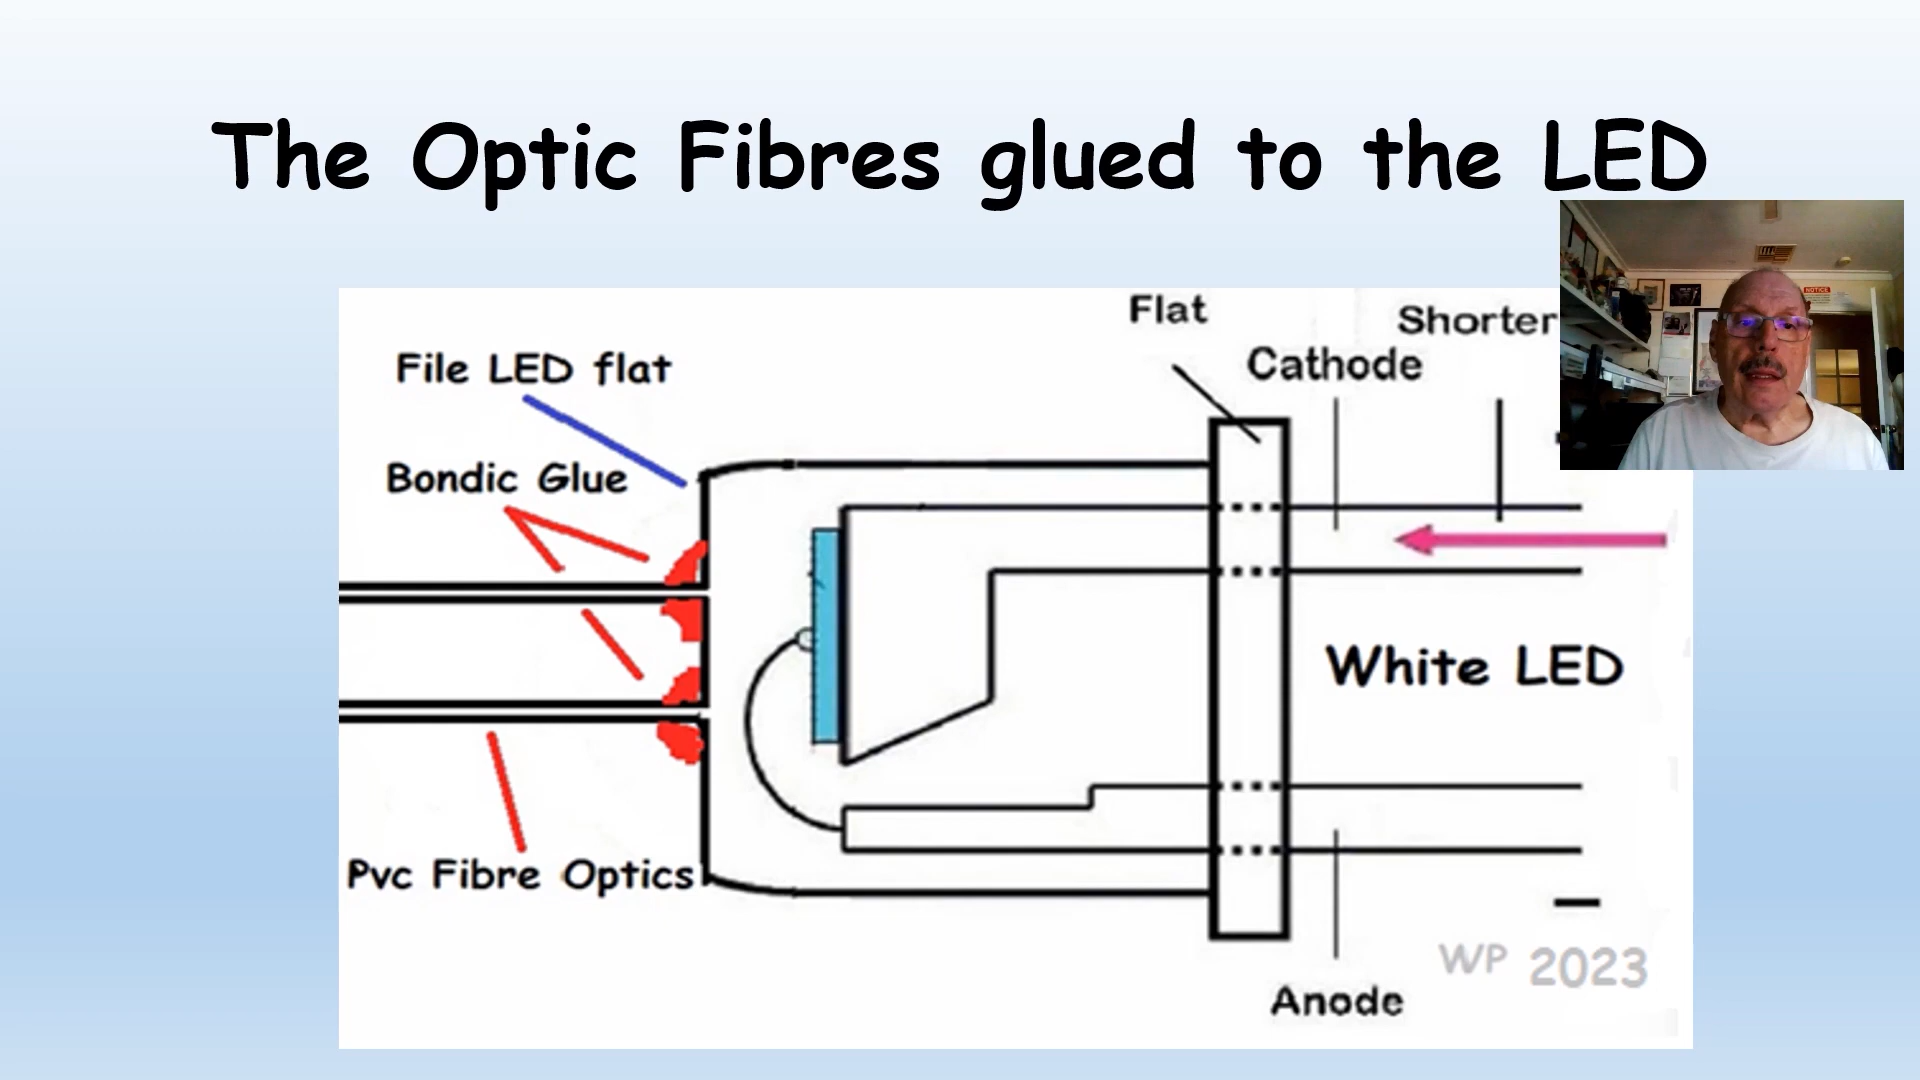 The Optic Fibres glued to the LED
Flat
Shorter
Cathode
File LED flat
Bondic Glue
White LED
Pvc Fibre Optics
WP 2023
Anode
NOTICE